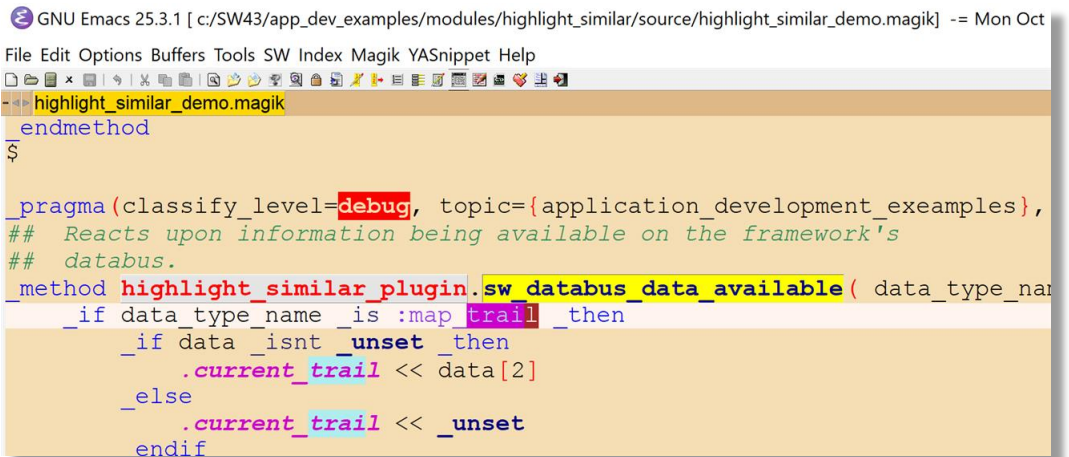 GNU Emacs 25.3.1 [ c:/SW43/app_dev_examples/modules/highlight_similar/source/highlight_similar_demo.magik]  -= Mon Oct
File Edit Options Buffers Tools SW Index Magik YASnippet Help
highlight_similar_demo.magik
_endmethod
$
_pragma(classify_level=debug, topic={application_development_exeamples},
##  Reacts upon information being available on the framework's
##  databus.
_method highlight_similar_plugin.sw_databus_data_available( data_type_nam
_if data_type_name _is :map_trail _then
_if data _isnt _unset _then
.current_trail << data[2]
_else
.current_trail << _unset
_endif